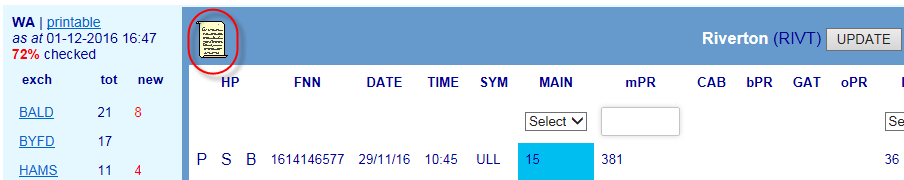 WA | printable
as at 01-12-2016 16:47
72% checked
exch tot new
BALD 21 8
BYFD 17
HAMS 11 4
Riverton (RIVT) UPDATE
HP FNN DATE TIME SYM MAIN mPR CAB bPR GAT oPR
Select
P S B 1614146577 29/11/16 10:45 ULL 15 381 36